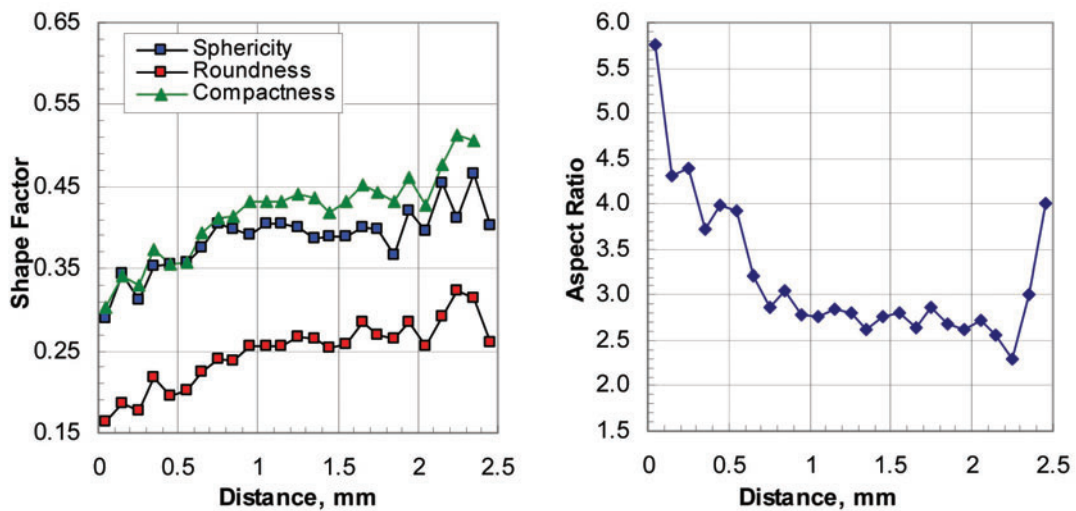 0.65
0.55
0.45
0.35
0.25
0.15
Shape Factor
Sphericity
Roundness
Compactness
0 0.5 1 1.5 2 2.5
Distance, mm
6.0
5.5
5.0
4.5
4.0
3.5
3.0
2.5
2.0
1.5
Aspect Ratio
0 0.5 1 1.5 2 2.5
Distance, mm